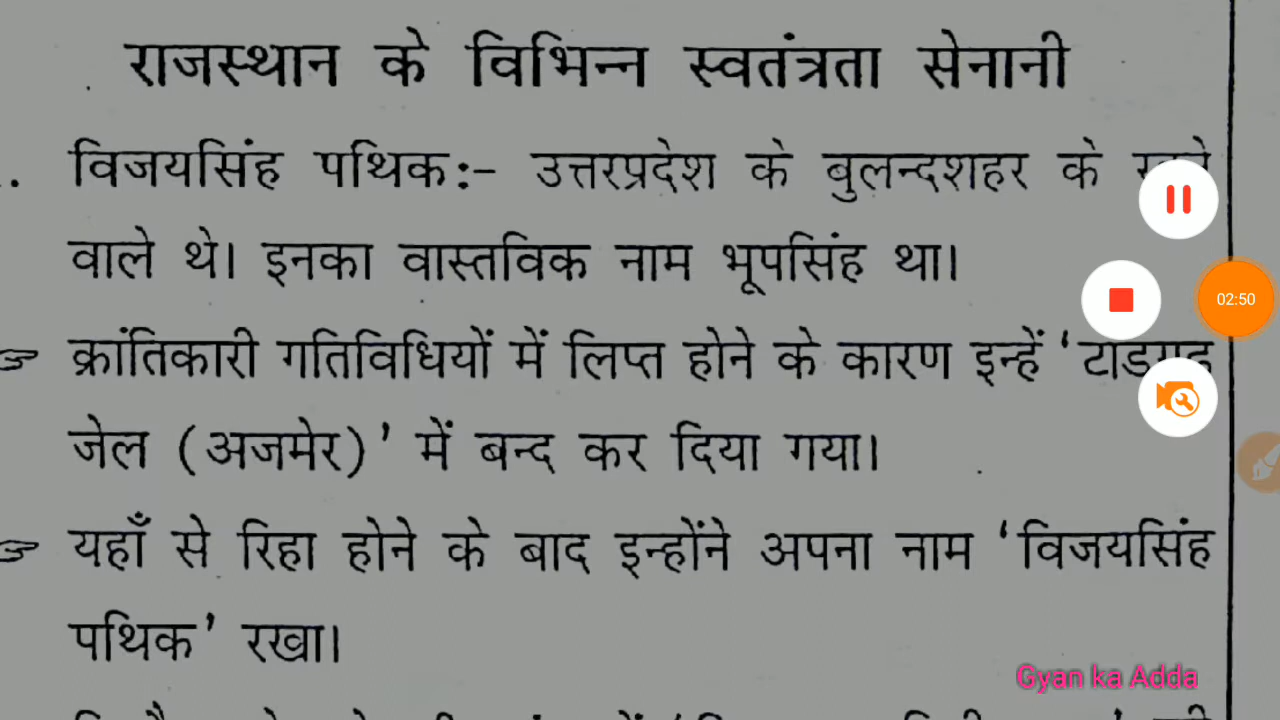 राजस्थान के विभिन्न स्वतंत्रता सेनानी
. विजयसिंह पथिक:- उत्तरप्रदेश के बुलन्दशहर के
वाले थे। इनका वास्तविक नाम भूपसिंह था।
02:50
☞ क्रांतिकारी गतिविधियों में लिप्त होने के कारण इन्हें '
जेल (अजमेर)' में बन्द कर दिया गया।
☞ यहाँ से रिहा होने के बाद इन्होंने अपना नाम 'विजयसिंह
पथिक' रखा।
Gyan ka Adda